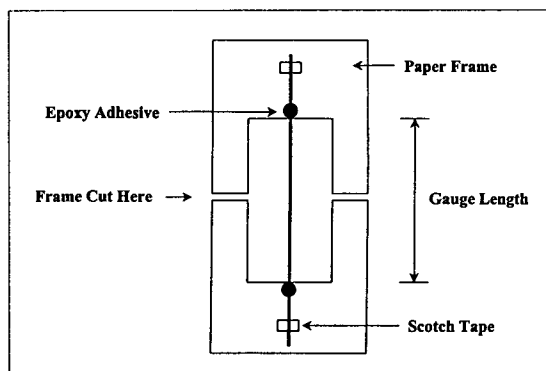 Paper Frame
Epoxy Adhesive
Frame Cut Here
Gauge Length
Scotch Tape